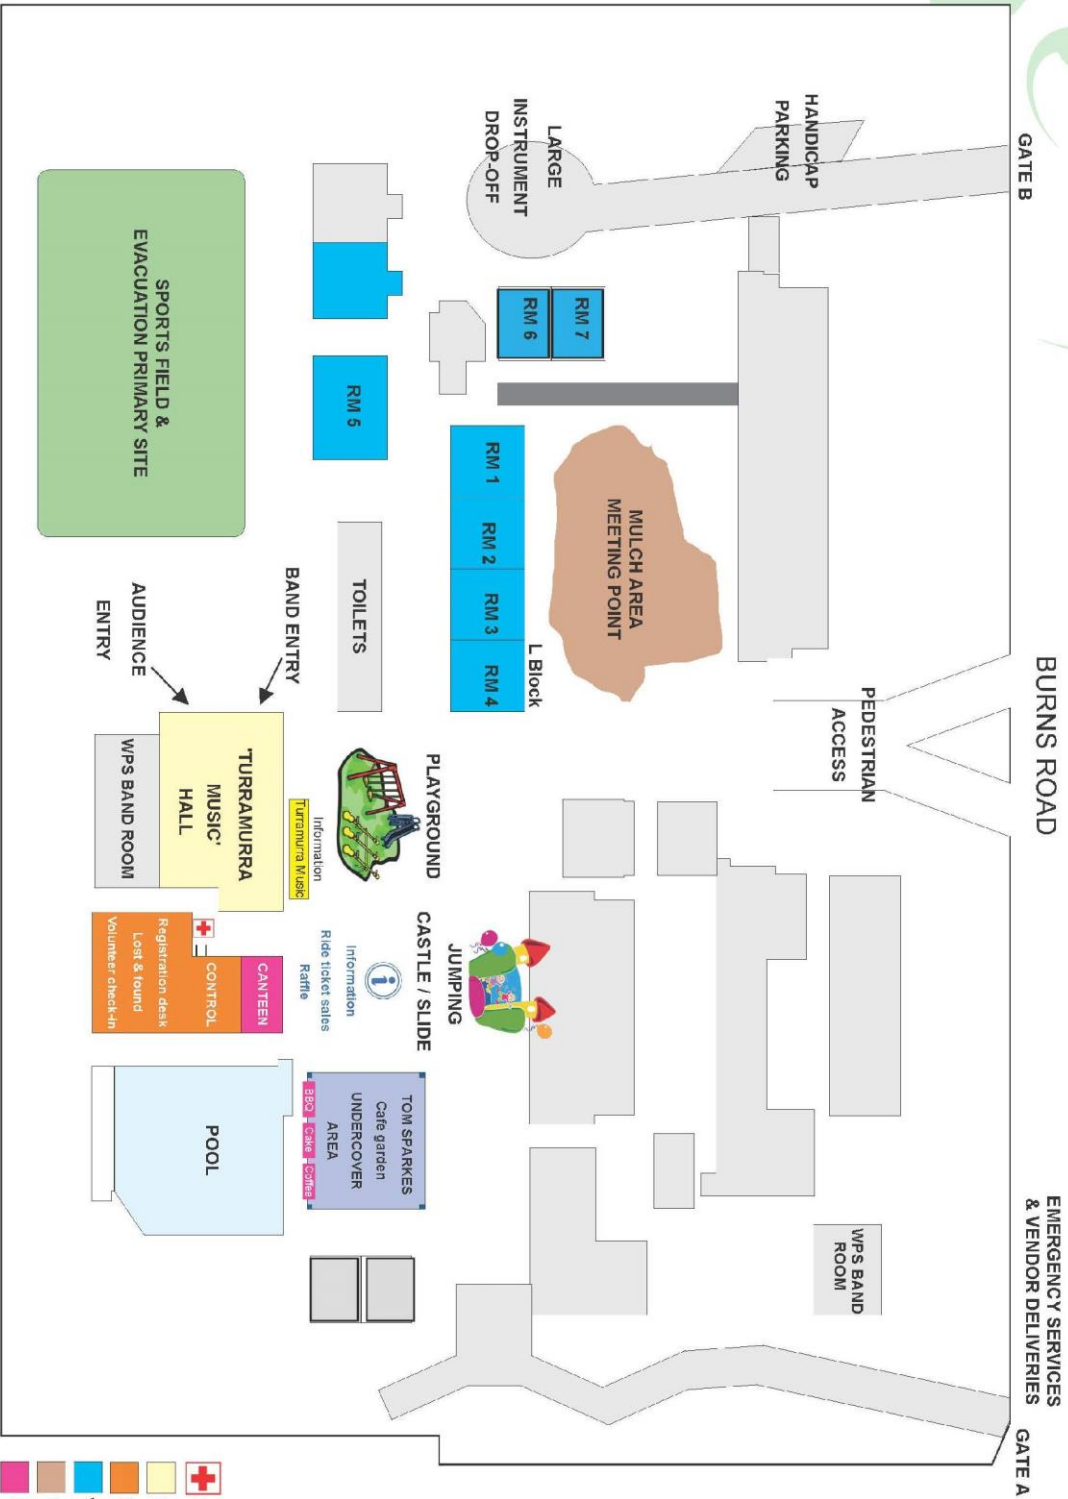 BURNS ROAD
GATE B
EMERGENCY SERVICES
& VENDOR DELIVERIES
GATE A
HANDICAP
PARKING
PEDESTRIAN
ACCESS
WPS BAND
ROOM
LARGE
INSTRUMENT
DROP-OFF
RM 7
RM 6
MULCH AREA
MEETING POINT
L Block
RM 1
RM 2
RM 3
RM 4
RM 5
TOILETS
JUMPING
CASTLE / SLIDE
PLAYGROUND
i
Information
Ride ticket sales
Raffle
TOM SPARKES
Cafe garden
UNDERCOVER
AREA
BBQ
Cake
Coffee
Information
Turramurra Music
BAND ENTRY
AUDIENCE
ENTRY
'TURRAMURRA
MUSIC'
HALL
WPS BAND ROOM
CANTEEN
CONTROL
Registration desk
Lost & found
Volunteer check-in
POOL
SPORTS FIELD &
EVACUATION PRIMARY SITE